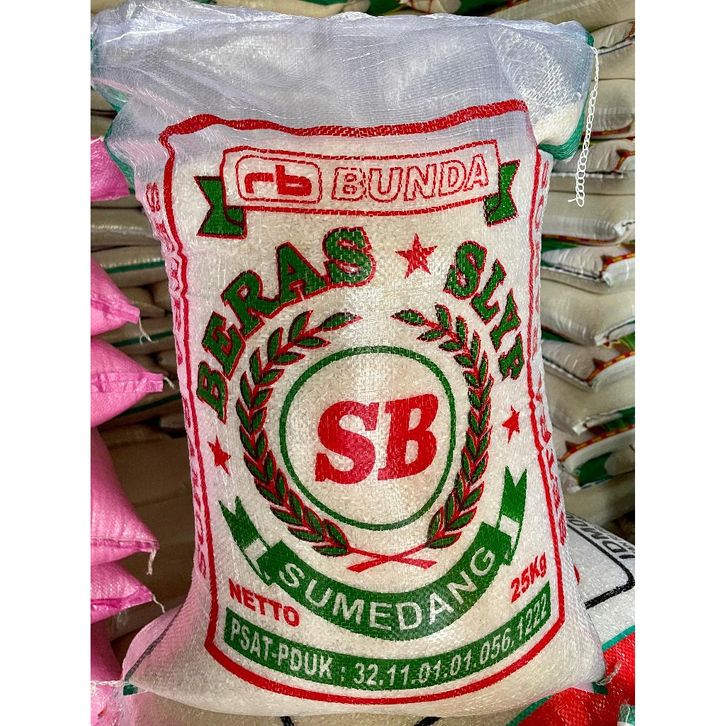 rb BUNDA
BERAS ★ SLYP
SB
SUMEDANG
NETTO 25Kg
PSAT-PDUK : 32.11.01.01.056.1222